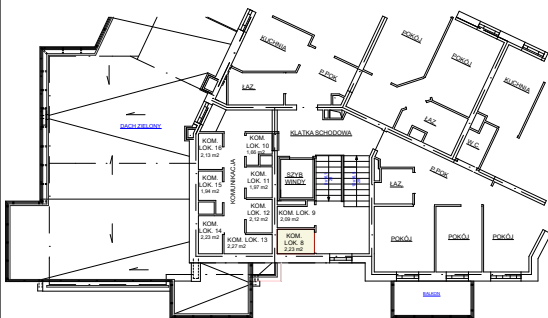 KUCHNIA
POKÓJ
POKÓJ
P.POK
KUCHNIA
ŁAZ.
ŁAZ.
W.C.
DACH ZIELONY
KOM.
LOK. 16
2,13 m2
KOM.
LOK. 10
1,66 m2
KLATKA SCHODOWA
KOMUNIKACJA
KOM.
LOK. 15
1,94 m2
KOM.
LOK. 11
1,97 m2
SZYB
WINDY
P.POK
ŁAZ.
KOM.
LOK. 14
2,23 m2
KOM.
LOK. 12
2,12 m2
KOM. LOK. 9
2,59 m2
KOM. LOK. 13
2,27 m2
KOM.
LOK. 8
2,23 m2
POKÓJ
POKÓJ
POKÓJ
BALKON